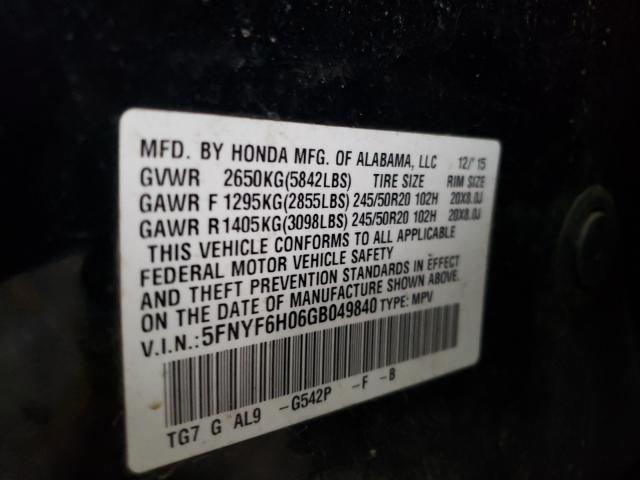 MFD. BY HONDA MFG. OF ALABAMA, LLC 12/'15
GVWR 2650KG(5842LBS) TIRE SIZE RIM SIZE
GAWR F 1295KG(2855LBS) 245/50R20 102H 20X8.0J
GAWR R 1405KG(3098LBS) 245/50R20 102H 20X8.0J
THIS VEHICLE CONFORMS TO ALL APPLICABLE
FEDERAL MOTOR VEHICLE SAFETY
AND THEFT PREVENTION STANDARDS IN EFFECT
ON THE DATE OF MANUFACTURE SHOWN ABOVE.
V.I.N.:5FNYF6H06GB049840 TYPE: MPV
TG7 G AL9 -G542P -F -B